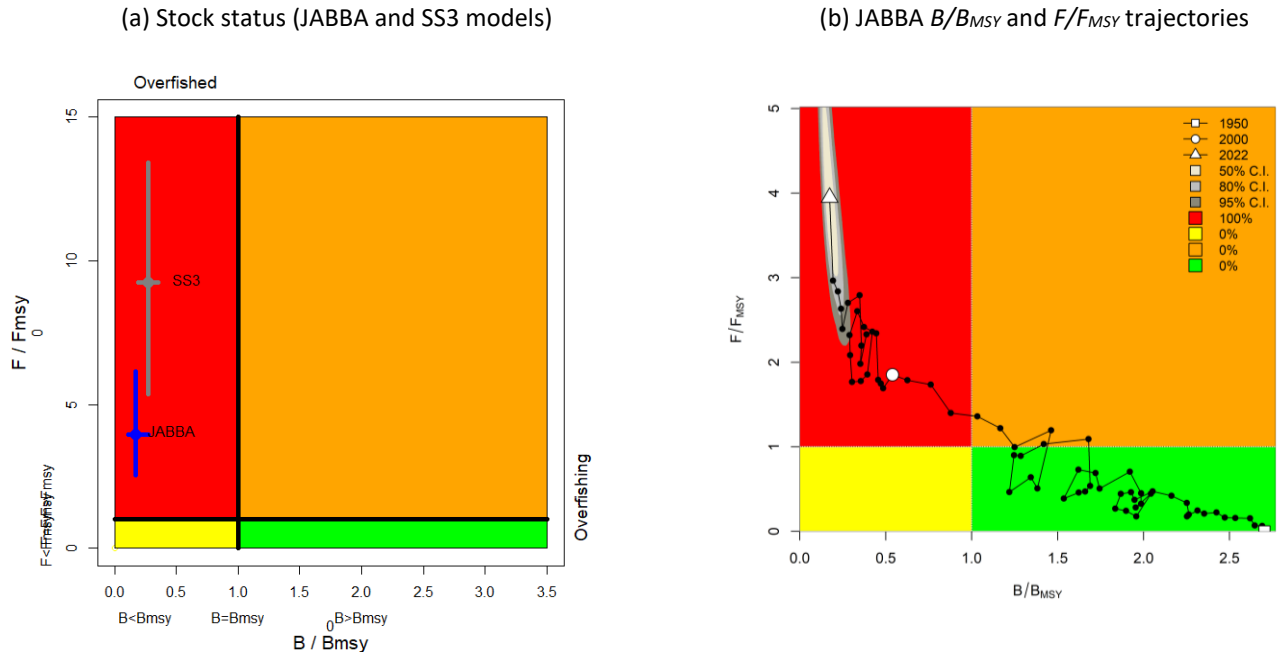 (a) Stock status (JABBA and SS3 models)
(b) JABBA B/BMSY and F/FMSY trajectories
Overfished
15
10
5
0
F / Fmsy
0
SS3
JABBA
Overfishing
0.0 0.5 1.0 1.5 2.0 2.5 3.0 3.5
B<Bmsy B=Bmsy 0 B>Bmsy
B / Bmsy
5
4
3
2
1
0
F/FMSY
1950
2000
2022
50% C.I.
80% C.I.
95% C.I.
100%
0%
0%
0%
0.0 0.5 1.0 1.5 2.0 2.5
B/BMSY